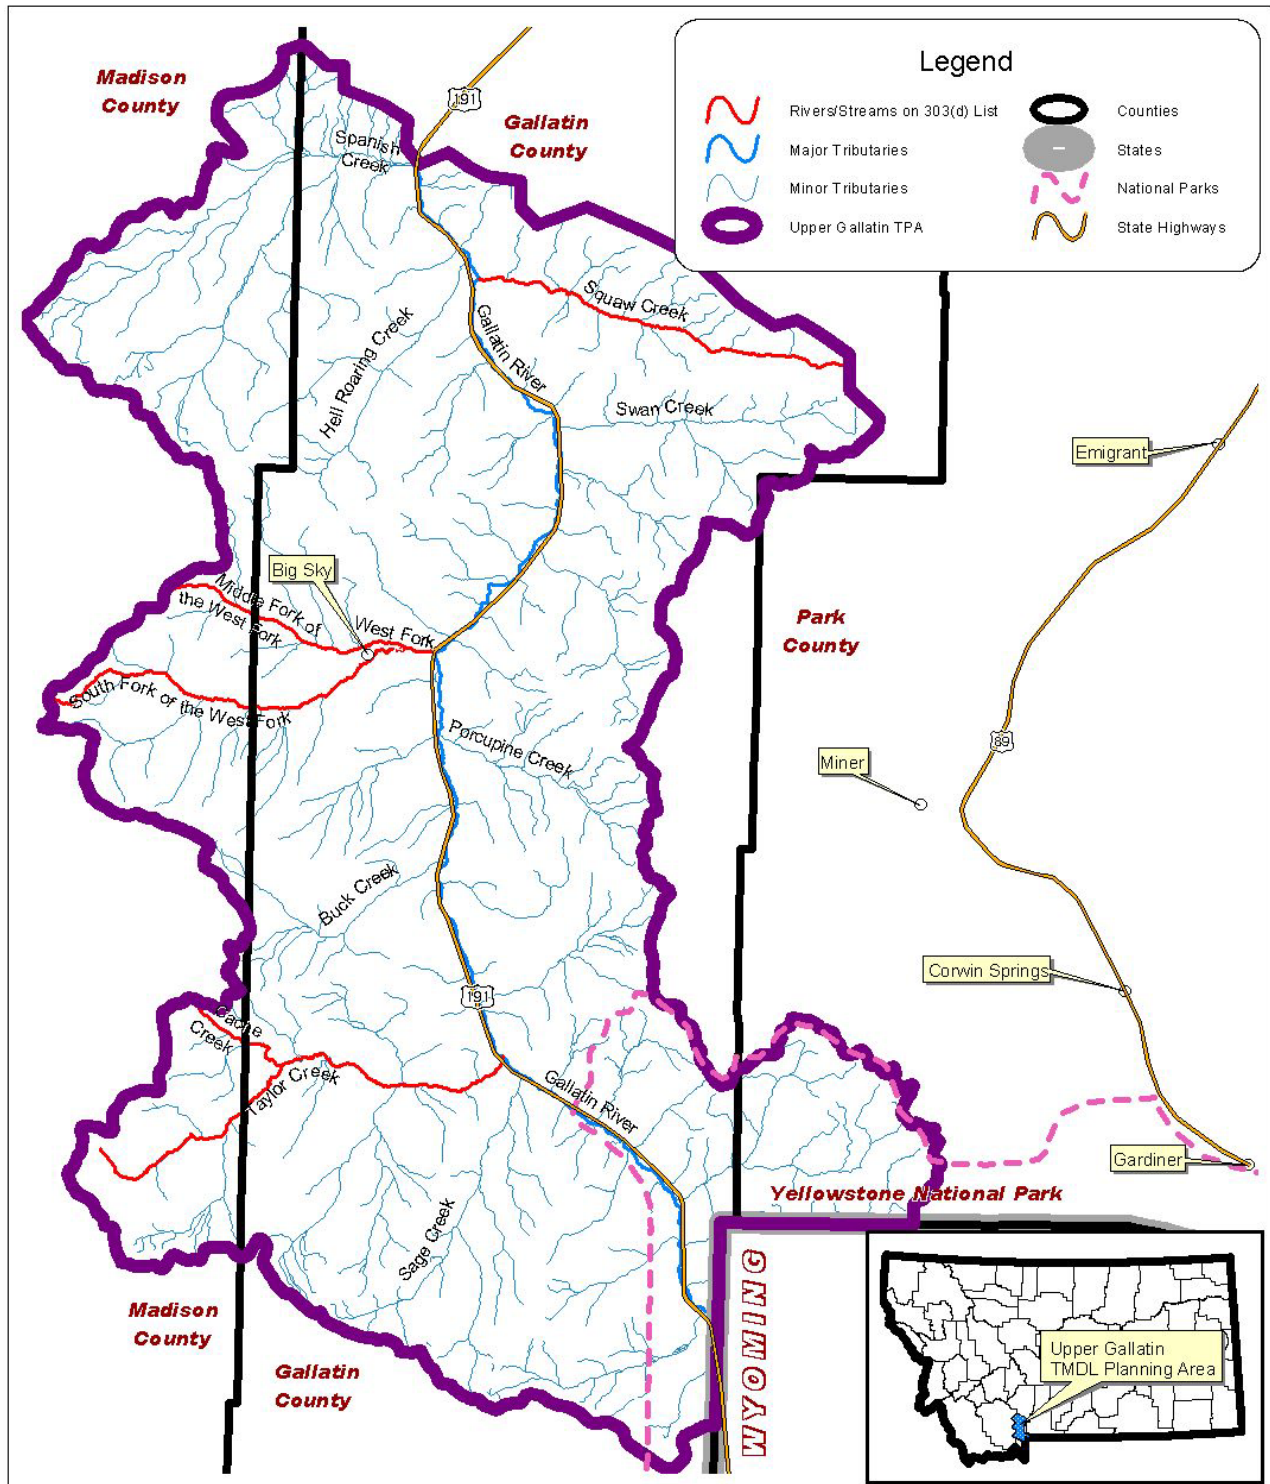 Legend
Rivers/Streams on 303(d) List
Major Tributaries
Minor Tributaries
Upper Gallatin TPA
Counties
States
National Parks
State Highways
Madison
County
191
Gallatin
County
Spanish
Creek
Squaw Creek
Gallatin River
Hell Roaring Creek
Swan Creek
Emigrant
Big Sky
Middle Fork of
the West Fork
West Fork
Park
County
South Fork of the West Fork
Porcupine Creek
89
Miner
Buck Creek
Corwin Springs
191
Cache
Creek
Taylor Creek
Gallatin River
Gardiner
Yellowstone National Park
Sage Creek
WYOMING
Madison
County
Gallatin
County
Upper Gallatin
TMDL Planning Area